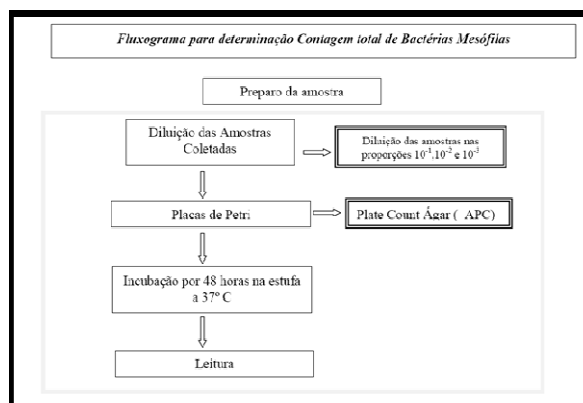 Fluxograma para determinação Contagem total de Bactérias Mesófilas
Preparo da amostra
Diluição das Amostras
Coletadas
Diluição das amostras nas
proporções 10⁻¹,10⁻² e 10⁻³
Placas de Petri
Plate Count Ágar ( APC)
Incubação por 48 horas na estufa
a 37º C
Leitura